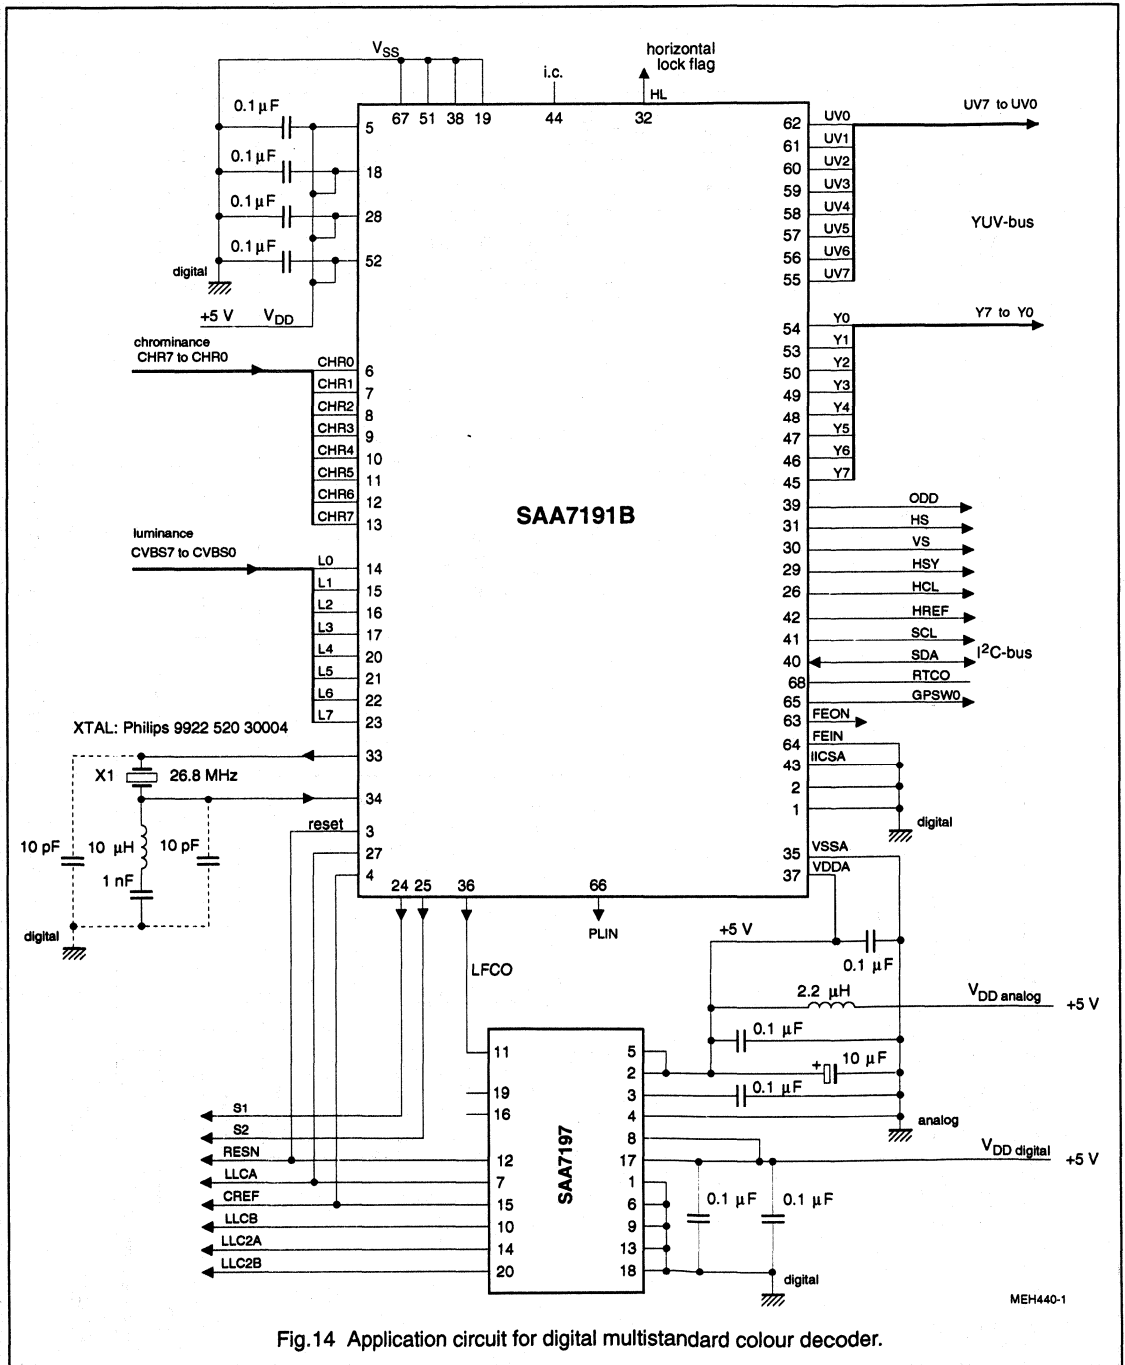 VSS
horizontal
lock flag
i.c.
HL
0.1 µF
0.1 µF
0.1 µF
0.1 µF
67 51 38 19 44 32
5
18
28
52
digital
+5 V VDD
62 UV0
61 UV1
60 UV2
59 UV3
58 UV4
57 UV5
56 UV6
55 UV7
UV7 to UV0
YUV-bus
54 Y0
53 Y1
50 Y2
49 Y3
48 Y4
47 Y5
46 Y6
45 Y7
Y7 to Y0
chrominance
CHR7 to CHR0
CHR0 6
CHR1 7
CHR2 8
CHR3 9
CHR4 10
CHR5 11
CHR6 12
CHR7 13
SAA7191B
luminance
CVBS7 to CVBS0
L0 14
L1 15
L2 16
L3 17
L4 20
L5 21
L6 22
L7 23
39 ODD
31 HS
30 VS
29 HSY
26 HCL
42 HREF
41 SCL
40 SDA
I²C-bus
68 RTCO
65 GPSW0
63 FEON
64 FEIN
43 IICSA
2
1
digital
35 VSSA
37 VDDA
XTAL: Philips 9922 520 30004
33
X1 26.8 MHz
34
reset 3
27
4
10 pF 10 µH 10 pF
1 nF
digital
24 25 36 66
PLIN
LFCO
+5 V
0.1 µF
2.2 µH
VDD analog +5 V
0.1 µF
10 µF
+
0.1 µF
analog
11
19
16
12
7
15
10
14
20
SAA7197
5
2
3
4
8
17
1
6
9
13
18
S1
S2
RESN
LLCA
CREF
LLCB
LLC2A
LLC2B
VDD digital +5 V
0.1 µF 0.1 µF
digital
MEH440-1
Fig.14 Application circuit for digital multistandard colour decoder.